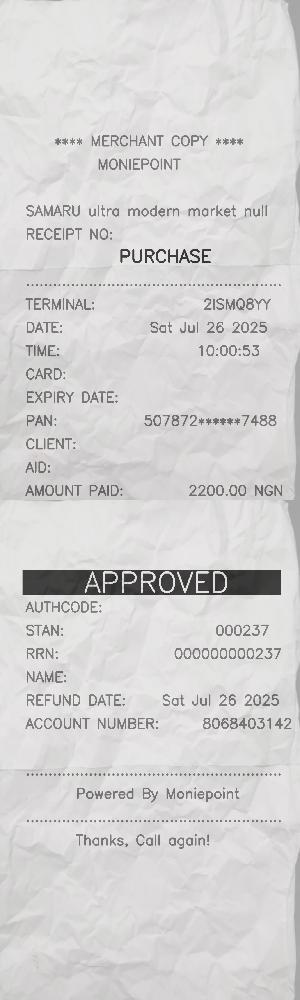 **** MERCHANT COPY ****
MONIEPOINT
SAMARU ultra modern market null
RECEIPT NO:
PURCHASE
TERMINAL: 2ISMQ8YY
DATE: Sat Jul 26 2025
TIME: 10:00:53
CARD:
EXPIRY DATE:
PAN: 507872******7488
CLIENT:
AID:
AMOUNT PAID: 2200.00 NGN
APPROVED
AUTHCODE:
STAN: 000237
RRN: 000000000237
NAME:
REFUND DATE: Sat Jul 26 2025
ACCOUNT NUMBER: 8068403142
Powered By Moniepoint
Thanks, Call again!